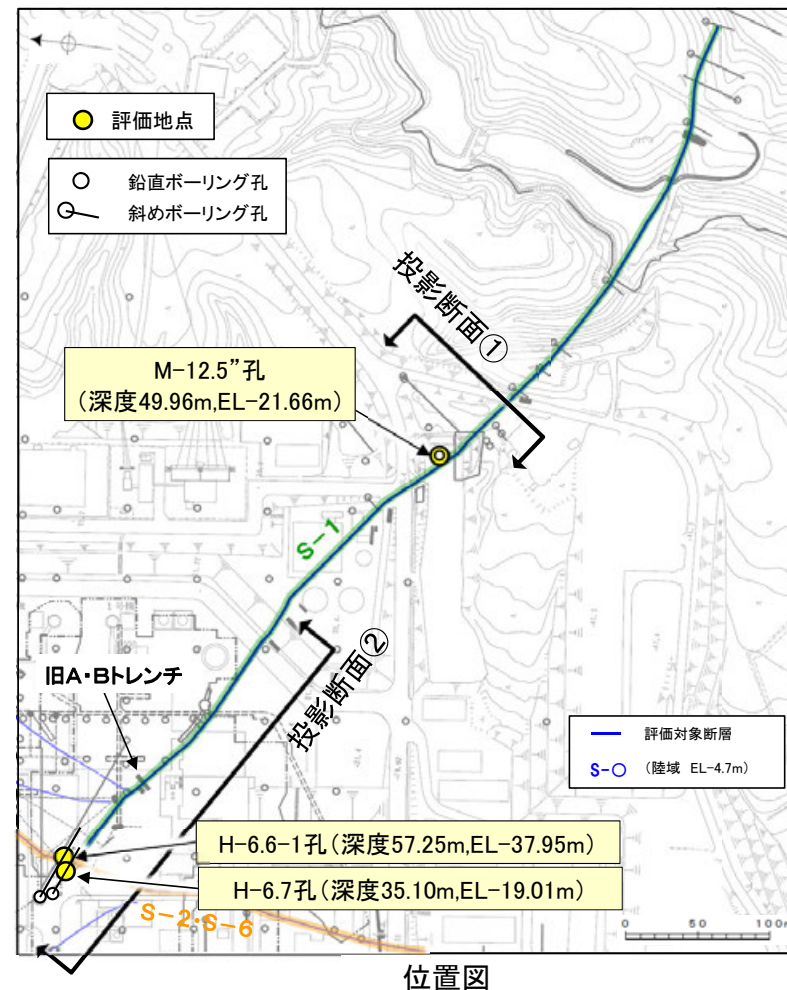 評価地点
鉛直ボーリング孔
斜めボーリング孔
投影断面①
M-12.5”孔
(深度49.96m,EL-21.66m)
S-1
投影断面②
旧A・Bトレンチ
評価対象断層
S-○ (陸域 EL-4.7m)
H-6.6-1孔(深度57.25m,EL-37.95m)
H-6.7孔(深度35.10m,EL-19.01m)
S-2・S-6
0 50 100
位置図